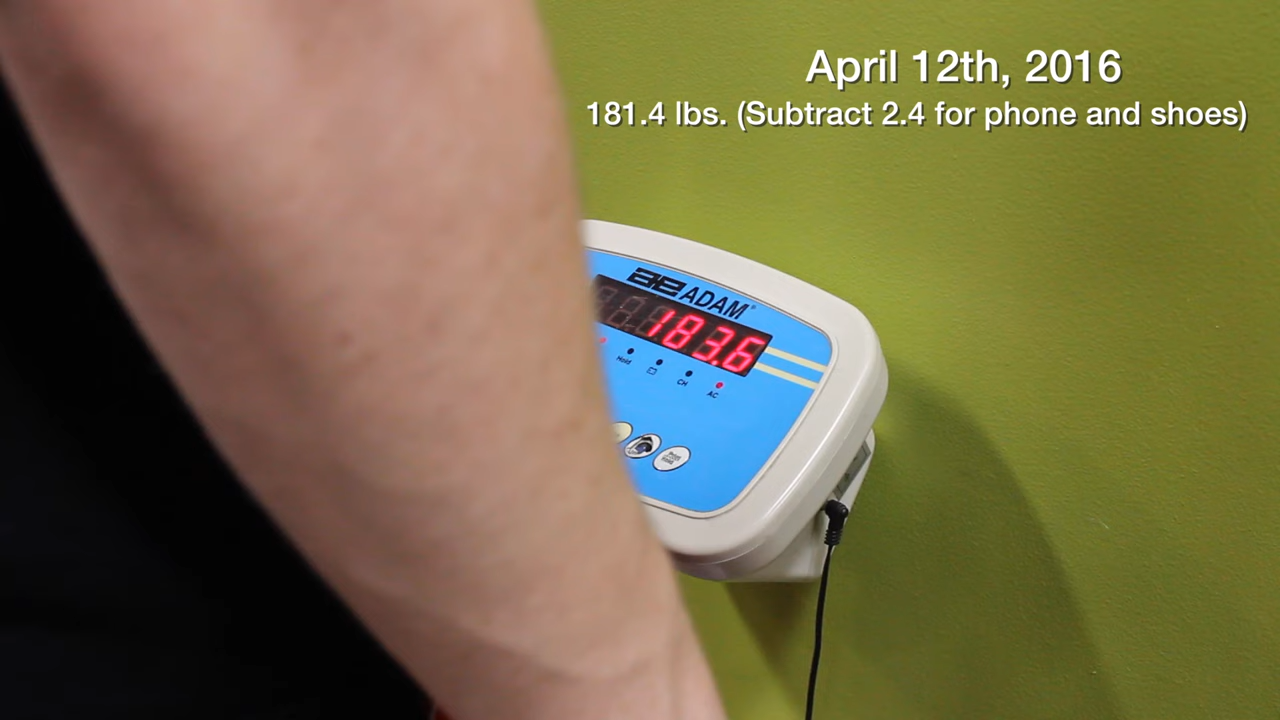 April 12th, 2016
181.4 lbs. (Subtract 2.4 for phone and shoes)
ae ADAM®
183.6
Hold
CH
AC